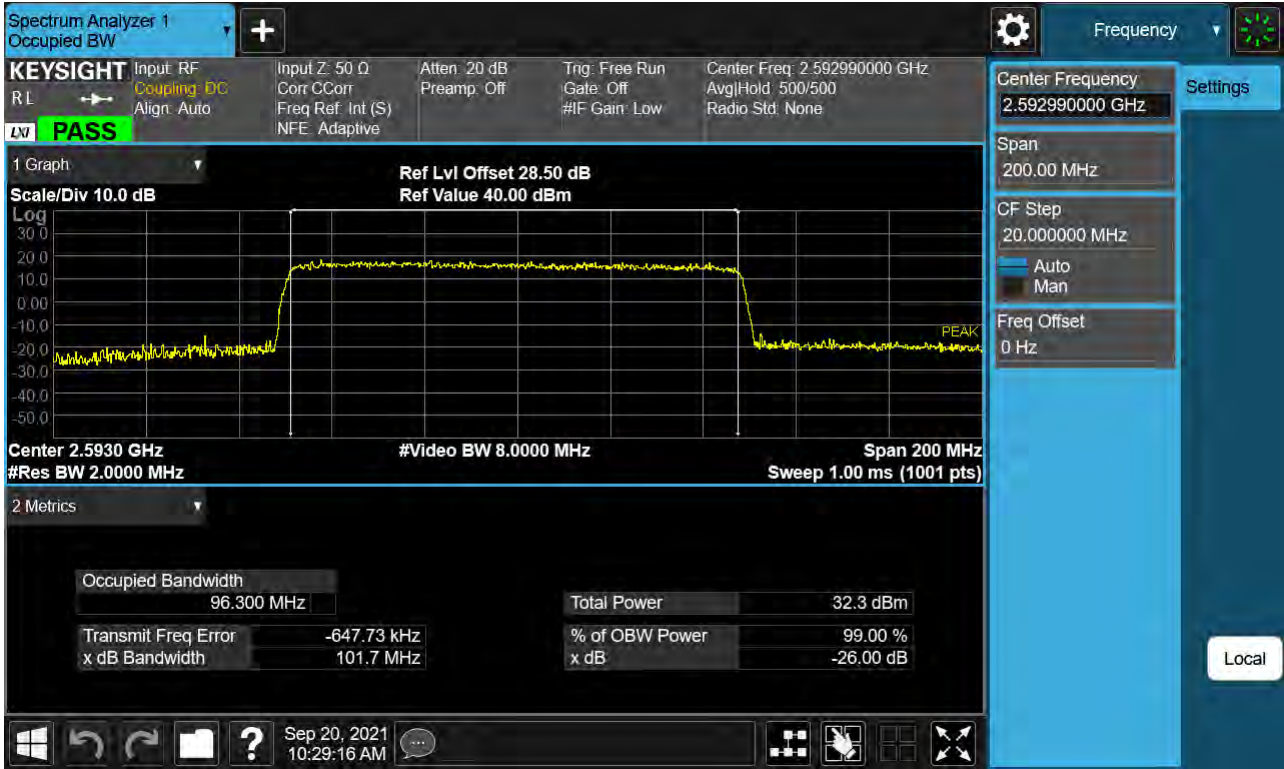 Spectrum Analyzer 1
Occupied BW
Frequency
KEYSIGHT
R L
LXI
PASS
Input: RF
Coupling: DC
Align: Auto
Input Z: 50 Ω
Corr CCorr
Freq Ref: Int (S)
NFE: Adaptive
Atten: 20 dB
Preamp: Off
Trig: Free Run
Gate: Off
#IF Gain: Low
Center Freq: 2.592990000 GHz
Avg|Hold: 500/500
Radio Std: None
Center Frequency
2.592990000 GHz
Settings
Span
200.00 MHz
CF Step
20.000000 MHz
Auto
Man
Freq Offset
0 Hz
1 Graph
Scale/Div 10.0 dB
Ref Lvl Offset 28.50 dB
Ref Value 40.00 dBm
Log
30.0
20.0
10.0
0.00
-10.0
-20.0
-30.0
-40.0
-50.0
PEAK
Center 2.5930 GHz
#Res BW 2.0000 MHz
#Video BW 8.0000 MHz
Span 200 MHz
Sweep 1.00 ms (1001 pts)
2 Metrics
Occupied Bandwidth
96.300 MHz
Transmit Freq Error -647.73 kHz
x dB Bandwidth 101.7 MHz
Total Power 32.3 dBm
% of OBW Power 99.00 %
x dB -26.00 dB
Local
?
Sep 20, 2021
10:29:16 AM